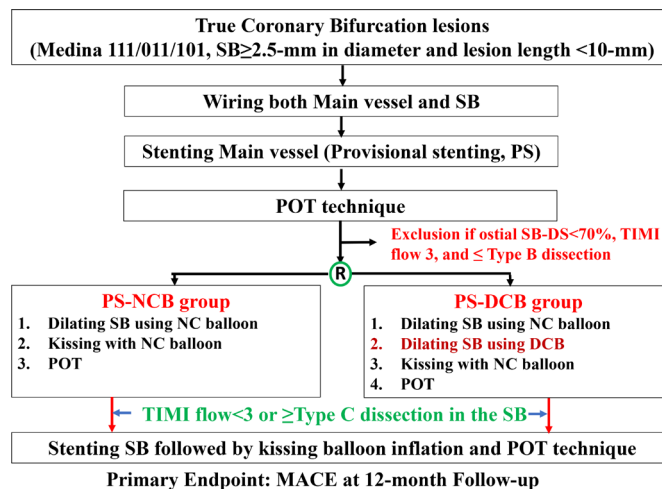 True Coronary Bifurcation lesions
(Medina 111/011/101, SB≥2.5-mm in diameter and lesion length <10-mm)
Wiring both Main vessel and SB
Stenting Main vessel (Provisional stenting, PS)
POT technique
Exclusion if ostial SB-DS<70%, TIMI
flow 3, and ≤ Type B dissection
R
PS-NCB group
1. Dilating SB using NC balloon
2. Kissing with NC balloon
3. POT
PS-DCB group
1. Dilating SB using NC balloon
2. Dilating SB using DCB
3. Kissing with NC balloon
4. POT
TIMI flow<3 or ≥Type C dissection in the SB
Stenting SB followed by kissing balloon inflation and POT technique
Primary Endpoint: MACE at 12-month Follow-up